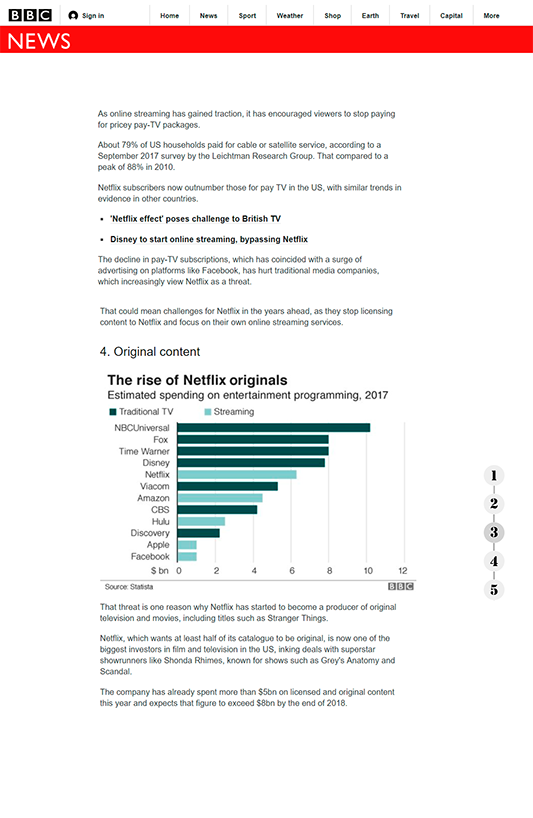 BBC Sign in Home News Sport Weather Shop Earth Travel Capital More
NEWS
As online streaming has gained traction, it has encouraged viewers to stop paying
for pricey pay-TV packages.
About 79% of US households paid for cable or satellite service, according to a
September 2017 survey by the Leichtman Research Group. That compared to a
peak of 88% in 2010.
Netflix subscribers now outnumber those for pay TV in the US, with similar trends in
evidence in other countries.
'Netflix effect' poses challenge to British TV
Disney to start online streaming, bypassing Netflix
The decline in pay-TV subscriptions, which has coincided with a surge of
advertising on platforms like Facebook, has hurt traditional media companies,
which increasingly view Netflix as a threat.
That could mean challenges for Netflix in the years ahead, as they stop licensing
content to Netflix and focus on their own online streaming services.
4. Original content
The rise of Netflix originals
Estimated spending on entertainment programming, 2017
Traditional TV Streaming
NBCUniversal
Fox
Time Warner
Disney
Netflix
Viacom
Amazon
CBS
Hulu
Discovery
Apple
Facebook
$ bn 0 2 4 6 8 10 12
Source: Statista BBC
1
2
3
4
5
That threat is one reason why Netflix has started to become a producer of original
television and movies, including titles such as Stranger Things.
Netflix, which wants at least half of its catalogue to be original, is now one of the
biggest investors in film and television in the US, inking deals with superstar
showrunners like Shonda Rhimes, known for shows such as Grey's Anatomy and
Scandal.
The company has already spent more than $5bn on licensed and original content
this year and expects that figure to exceed $8bn by the end of 2018.